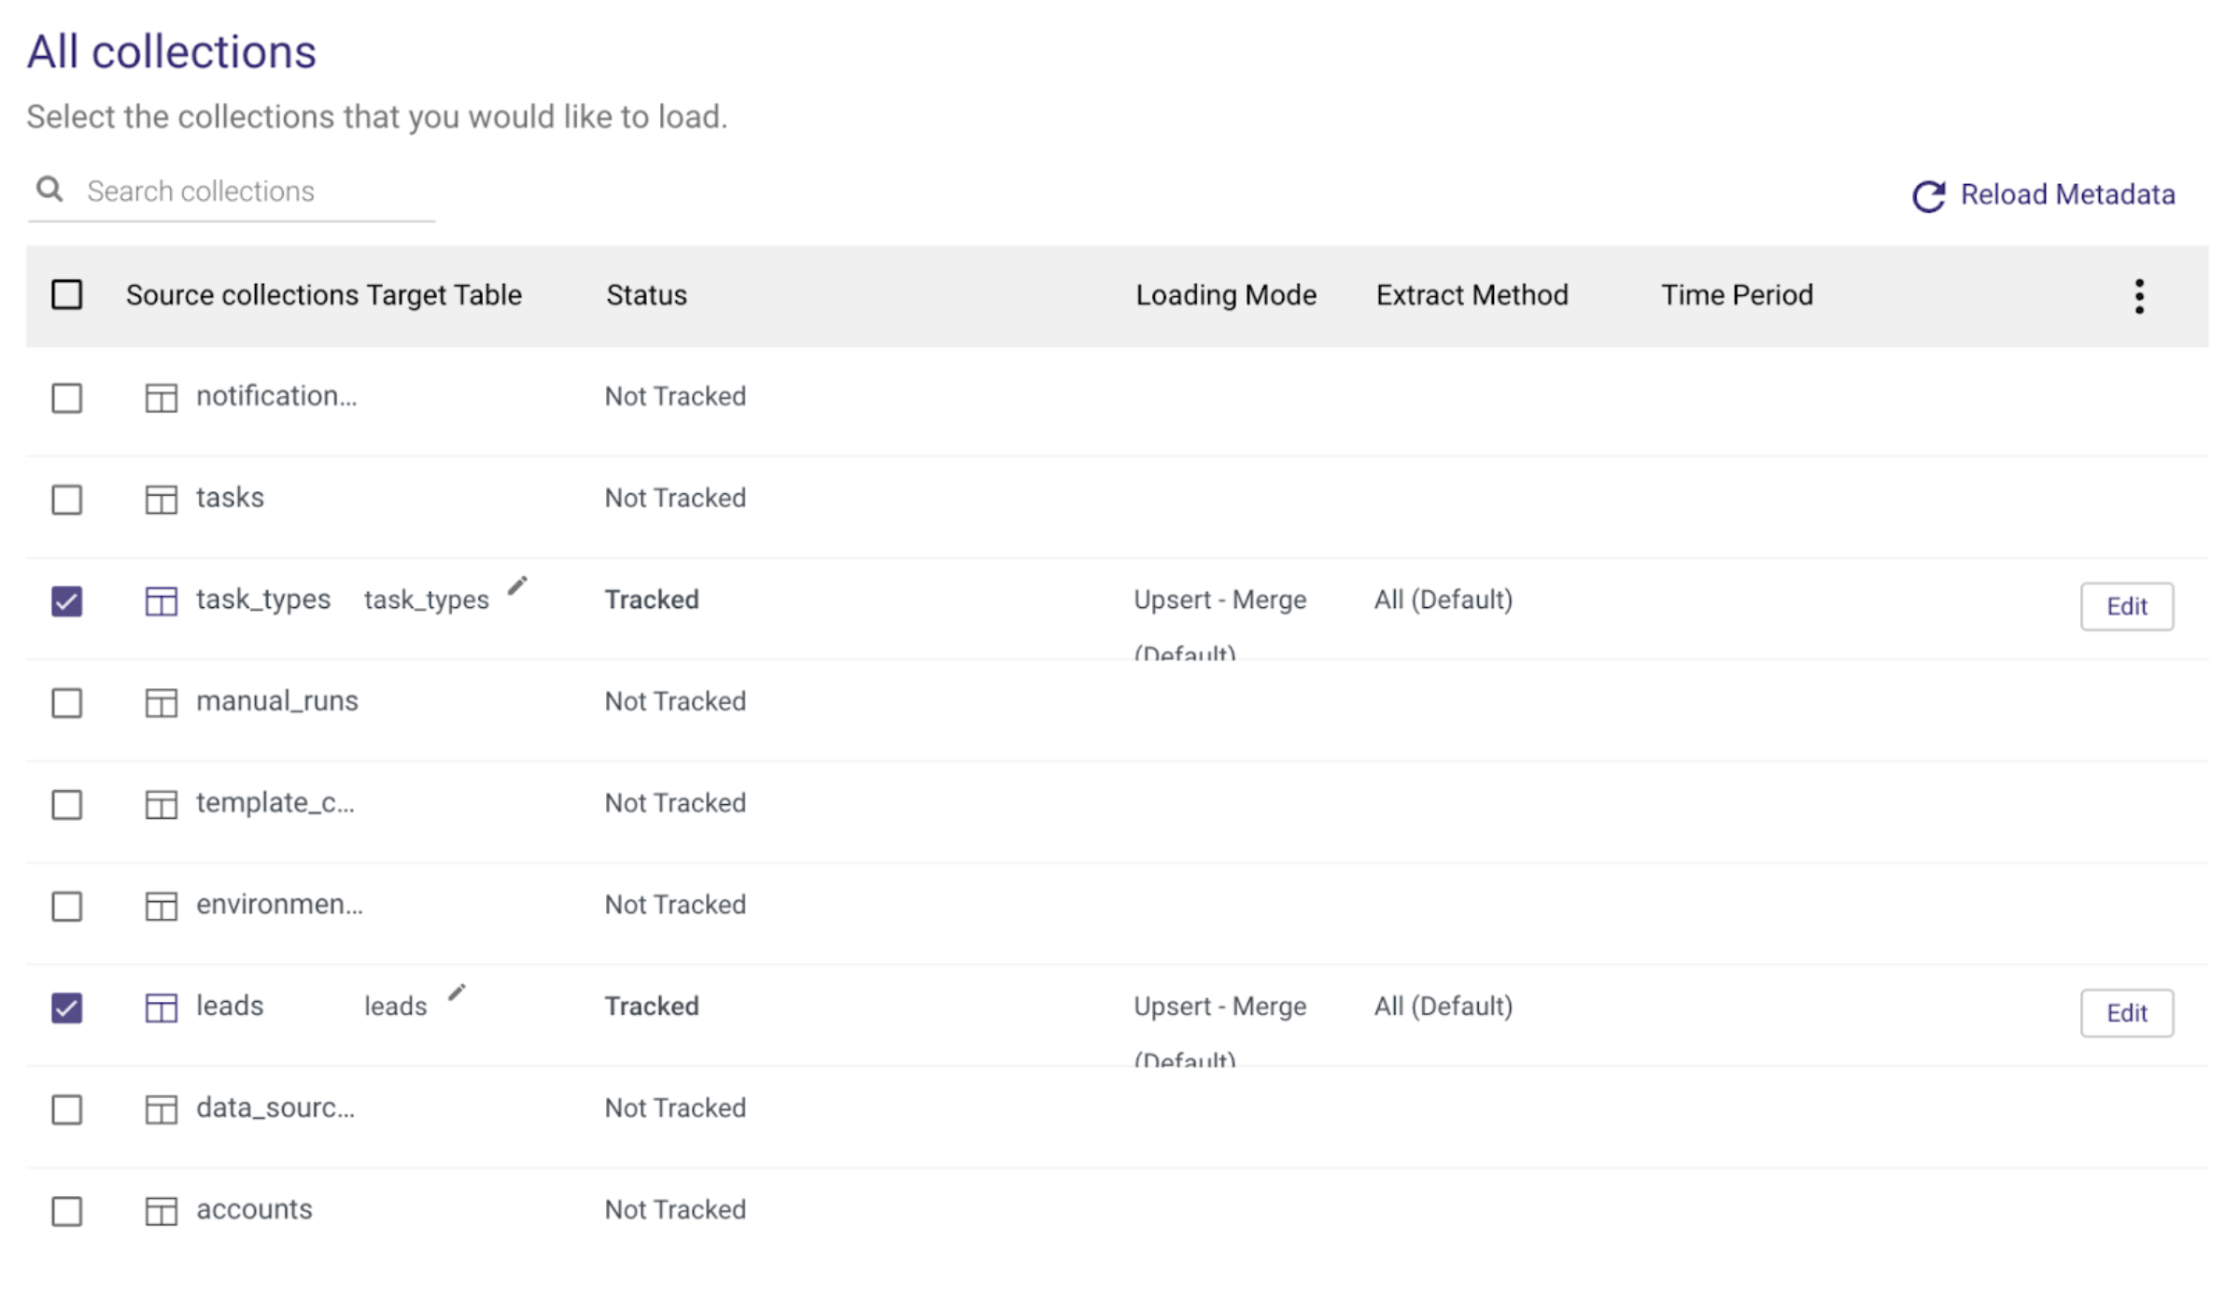 All collections
Select the collections that you would like to load.
Search collections
Reload Metadata
Source collections Target Table Status Loading Mode Extract Method Time Period
notification... Not Tracked
tasks Not Tracked
task_types task_types Tracked Upsert - Merge All (Default) Edit
(Default)
manual_runs Not Tracked
template_c... Not Tracked
environmen... Not Tracked
leads leads Tracked Upsert - Merge All (Default) Edit
(Default)
data_sourc... Not Tracked
accounts Not Tracked